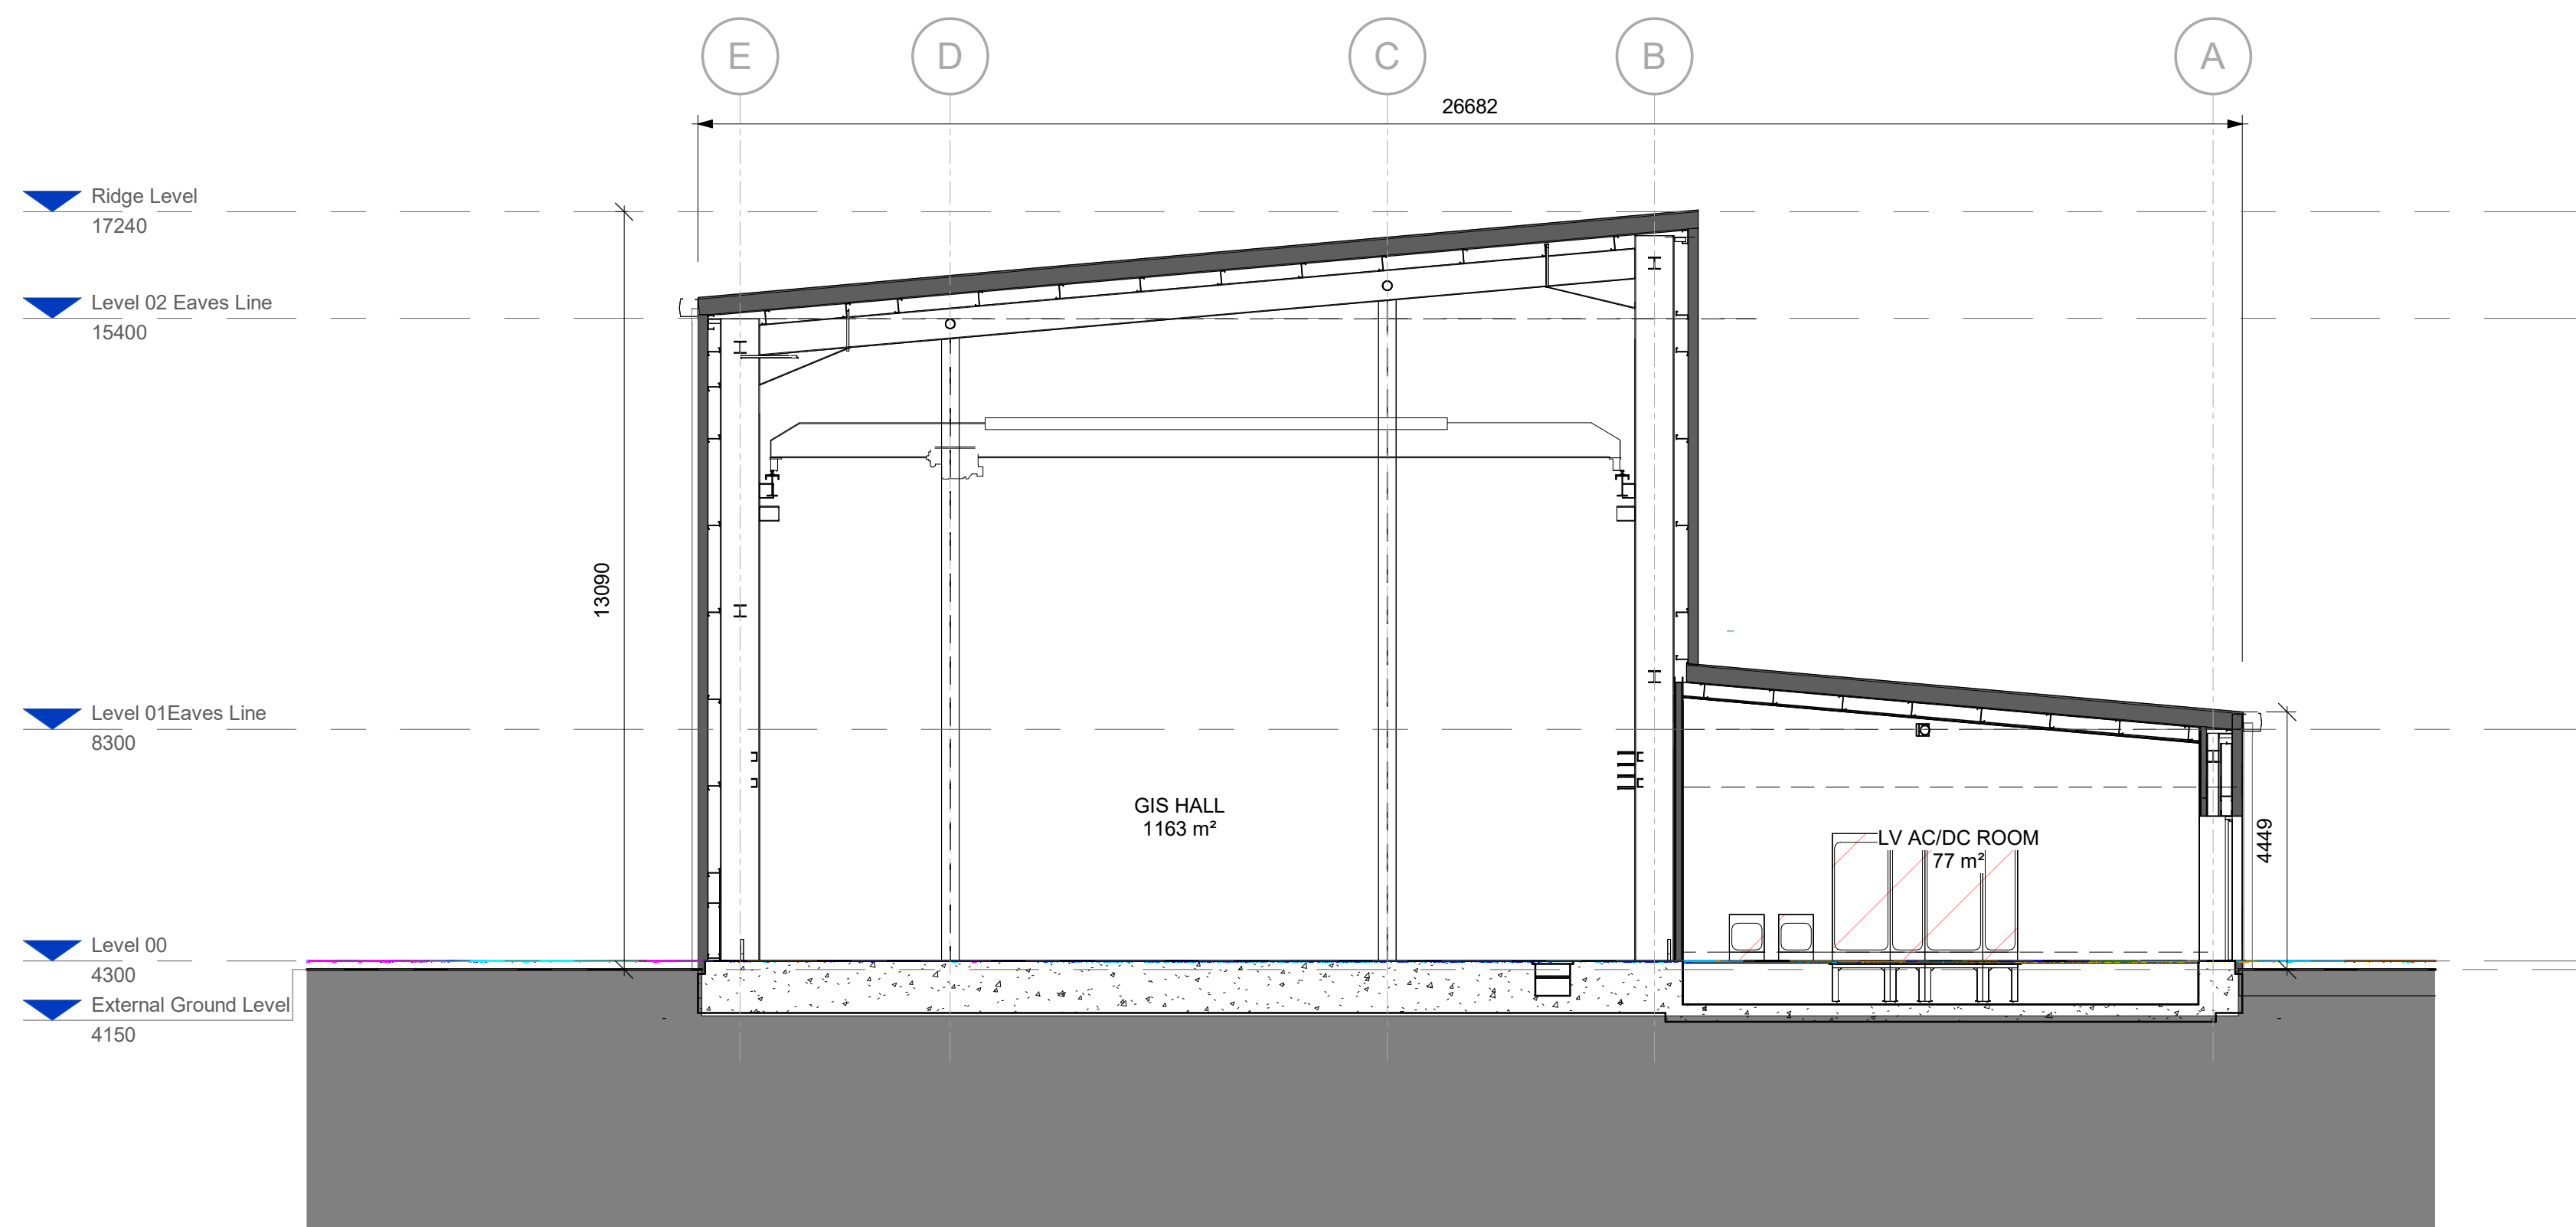 E D C B A
26682
Ridge Level
17240
Level 02 Eaves Line
15400
13090
Level 01Eaves Line
8300
GIS HALL
1163 m²
LV AC/DC ROOM
77 m²
4449
Level 00
4300
External Ground Level
4150